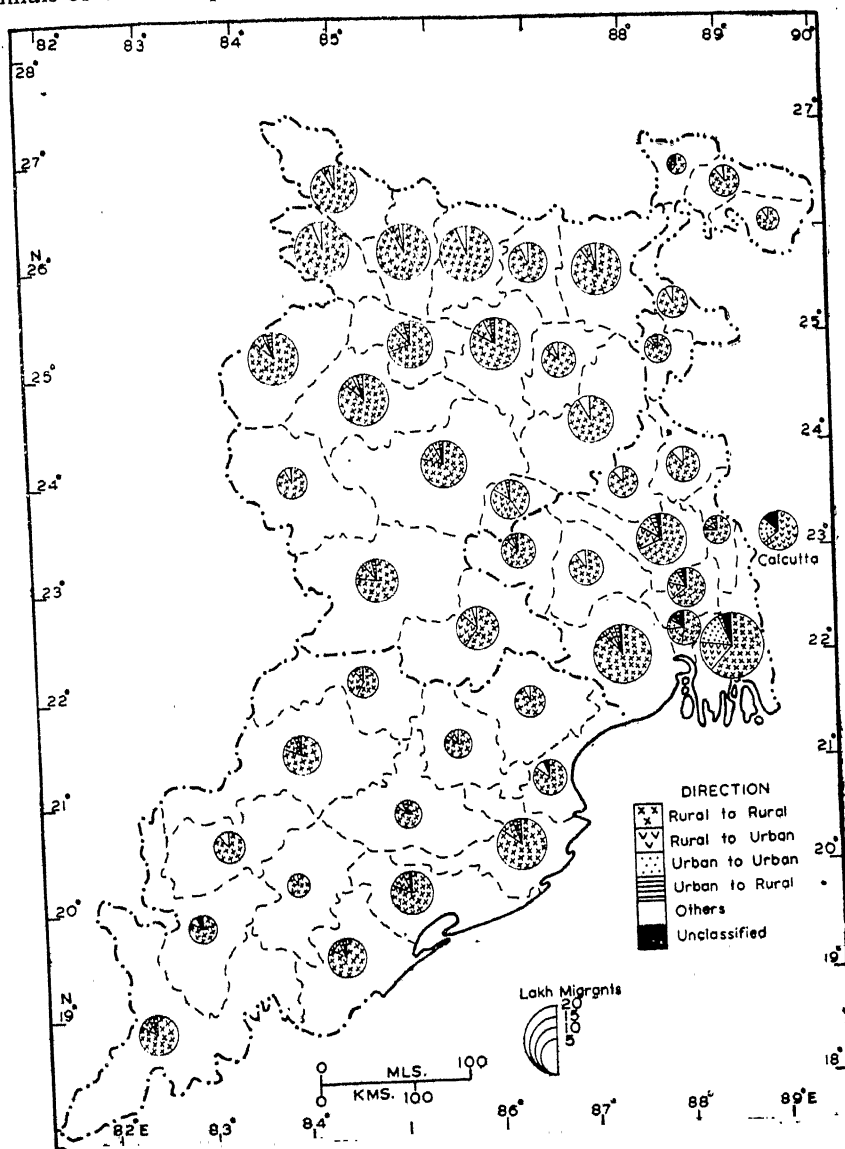 82° 83° 84° 85° 88° 89° 90°
28°
27° 27°
N.
26°
25° 25°
24° 24°
23° 23°
Calcutta
22° 22°
21° 21°
20° 20°
N.
19° 19°
18°
DIRECTION
Rural to Rural
Rural to Urban
Urban to Urban
Urban to Rural
Others
Unclassified
Lakh Migrants
20
15
10
5
0 MLS. 100
0 KMS. 100
82°E 83° 84° 86° 87° 88° 89°E